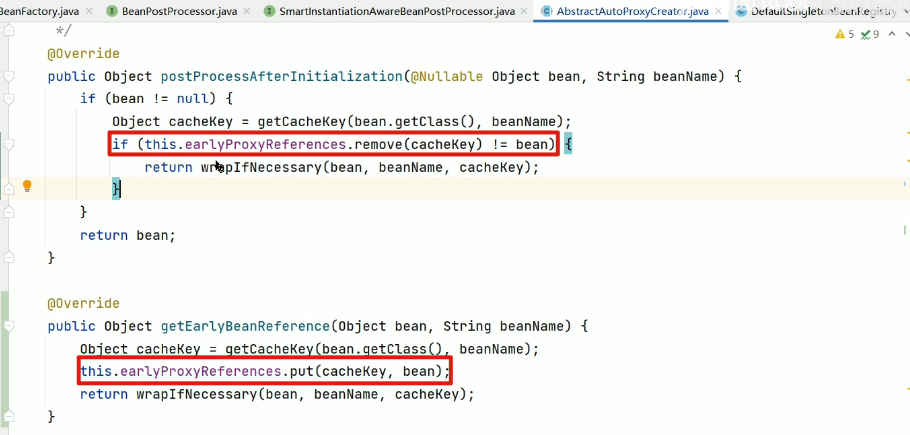 BeanFactory.java
BeanPostProcessor.java
SmartInstantiationAwareBeanPostProcessor.java
AbstractAutoProxyCreator.java
DefaultSingletonBeanRegistry
5 9
*/
@Override
public Object postProcessAfterInitialization(@Nullable Object bean, String beanName) {
if (bean != null) {
Object cacheKey = getCacheKey(bean.getClass(), beanName);
if (this.earlyProxyReferences.remove(cacheKey) != bean) {
return wrapIfNecessary(bean, beanName, cacheKey);
}
}
return bean;
}
@Override
public Object getEarlyBeanReference(Object bean, String beanName) {
Object cacheKey = getCacheKey(bean.getClass(), beanName);
this.earlyProxyReferences.put(cacheKey, bean);
return wrapIfNecessary(bean, beanName, cacheKey);
}